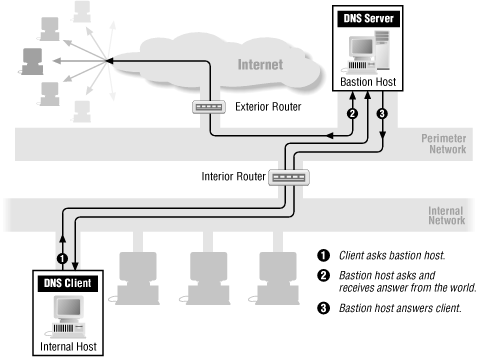 DNS Server
Internet
Bastion Host
Exterior Router
2
3
Perimeter
Network
Interior Router
Internal
Network
1
DNS Client
Internal Host
1 Client asks bastion host.
2 Bastion host asks and
receives answer from the world.
3 Bastion host answers client.